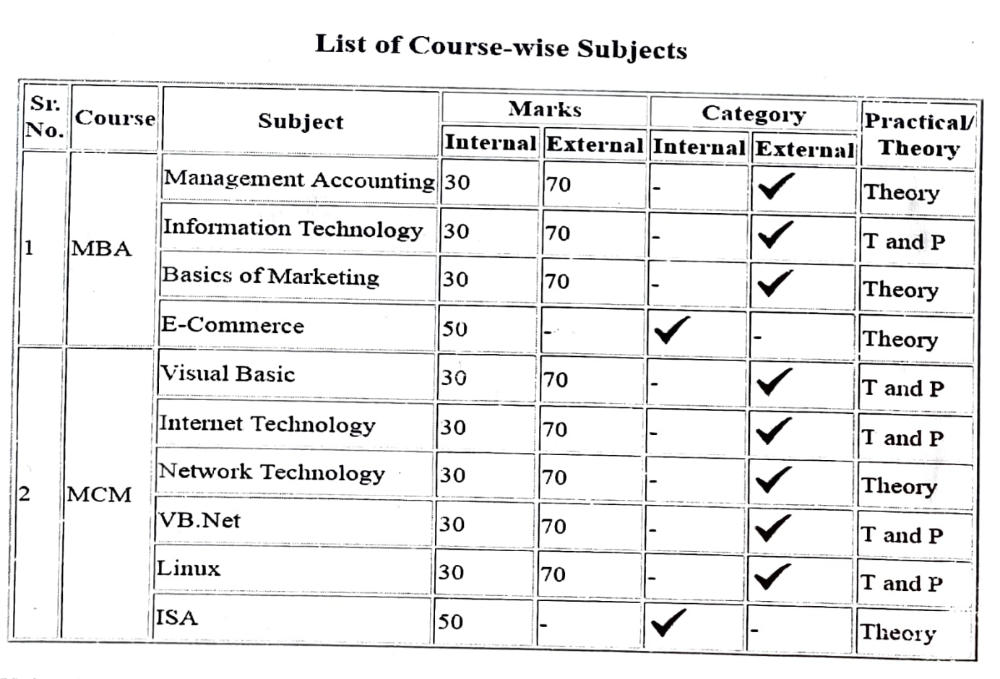 List of Course-wise Subjects
Sr. No. Course Subject Marks Category Practical/ Theory
Internal External Internal External
1 MBA Management Accounting 30 70 - ✓ Theory
Information Technology 30 70 - ✓ T and P
Basics of Marketing 30 70 - ✓ Theory
E-Commerce 50 - ✓ - Theory
2 MCM Visual Basic 30 70 - ✓ T and P
Internet Technology 30 70 - ✓ T and P
Network Technology 30 70 - ✓ Theory
VB.Net 30 70 - ✓ T and P
Linux 30 70 - ✓ T and P
ISA 50 - ✓ - Theory